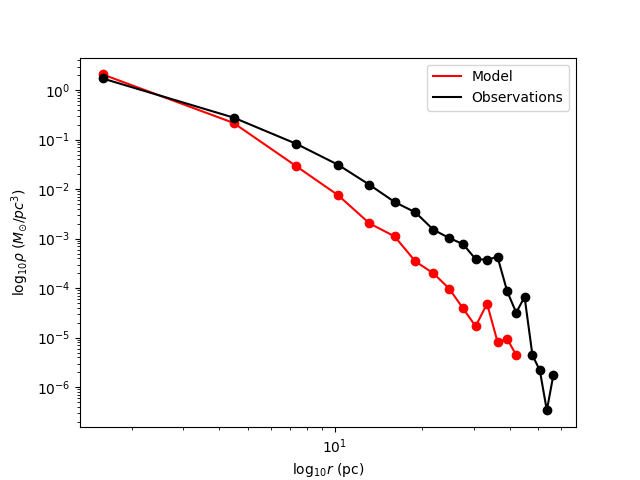 Model
Observations
10⁰
10⁻¹
10⁻²
10⁻³
10⁻⁴
10⁻⁵
10⁻⁶
log₁₀ρ (M☉/pc³)
10¹
log₁₀r (pc)